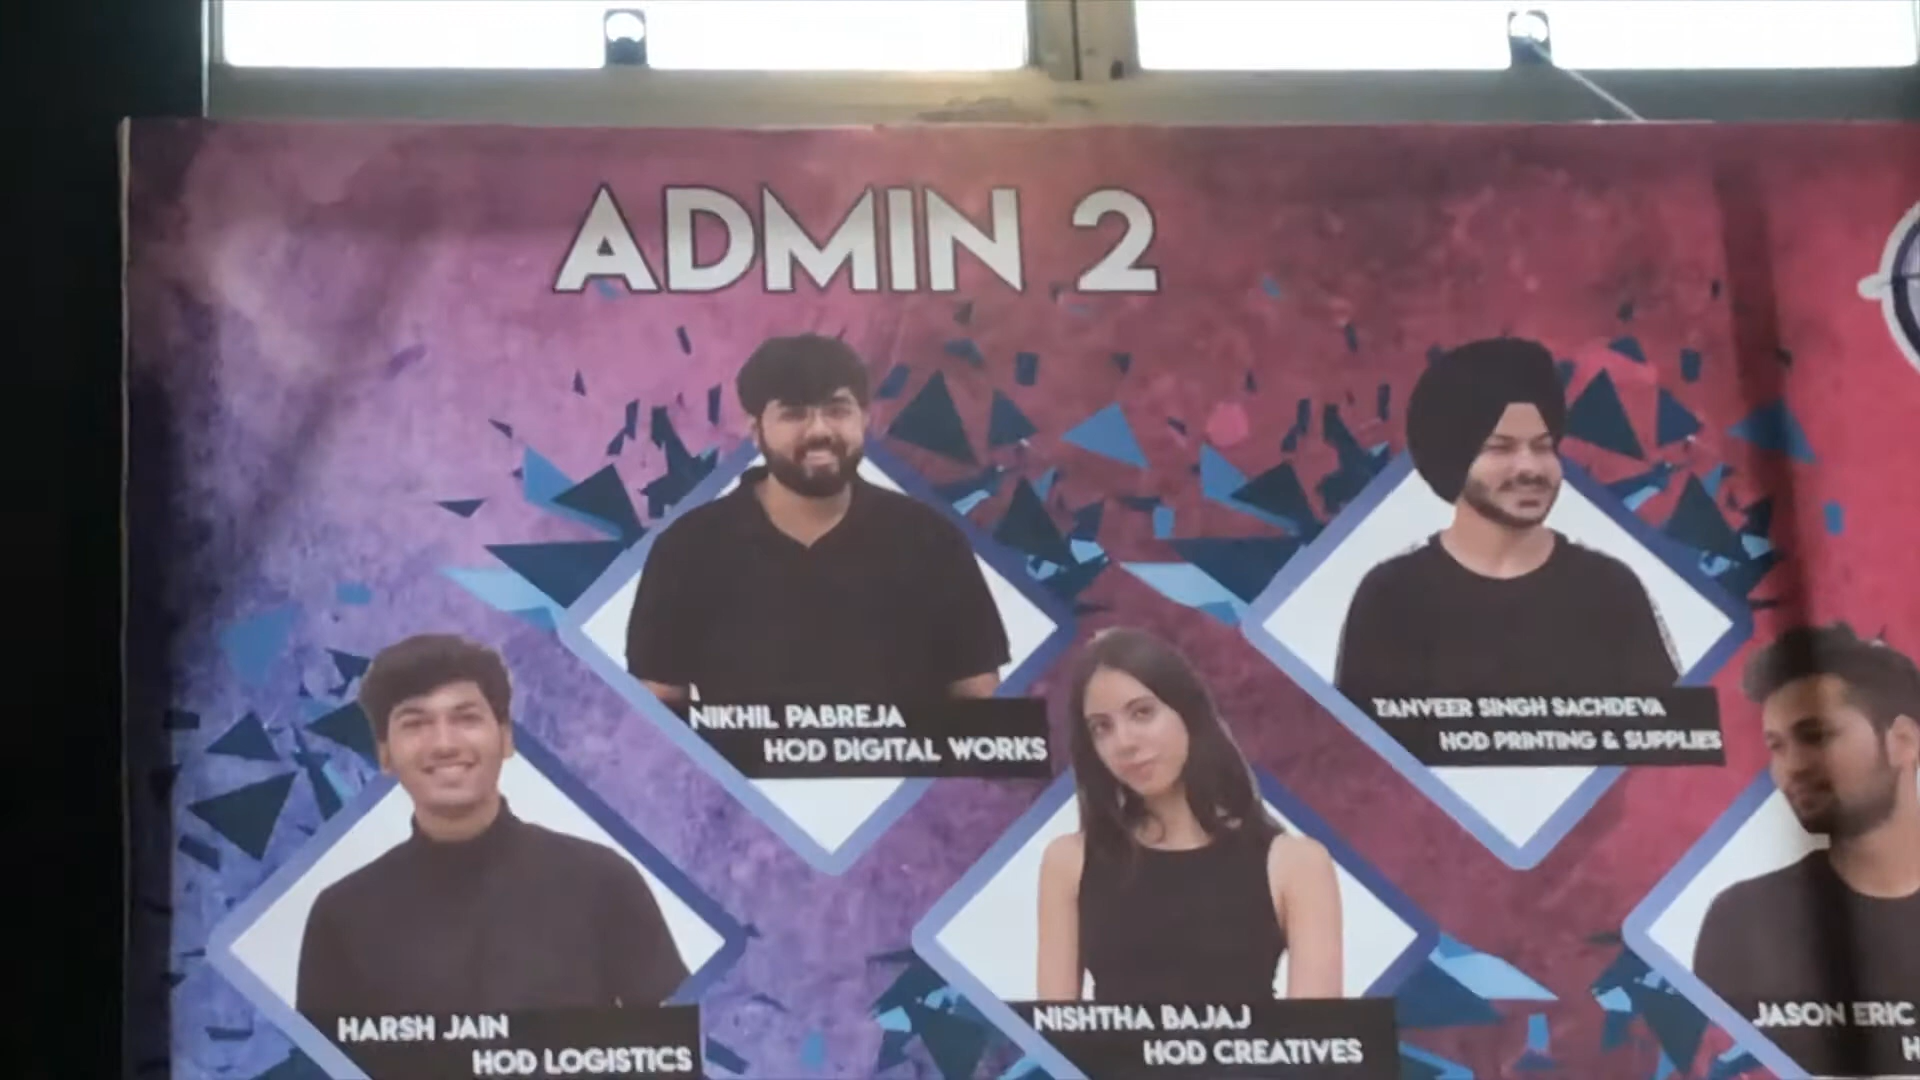 ADMIN 2
NIKHIL PABREJA
HOD DIGITAL WORKS
TANVEER SINGH SACHDEVA
HOD PRINTING & SUPPLIES
HARSH JAIN
HOD LOGISTICS
NISHTHA BAJAJ
HOD CREATIVES
JASON ERIC